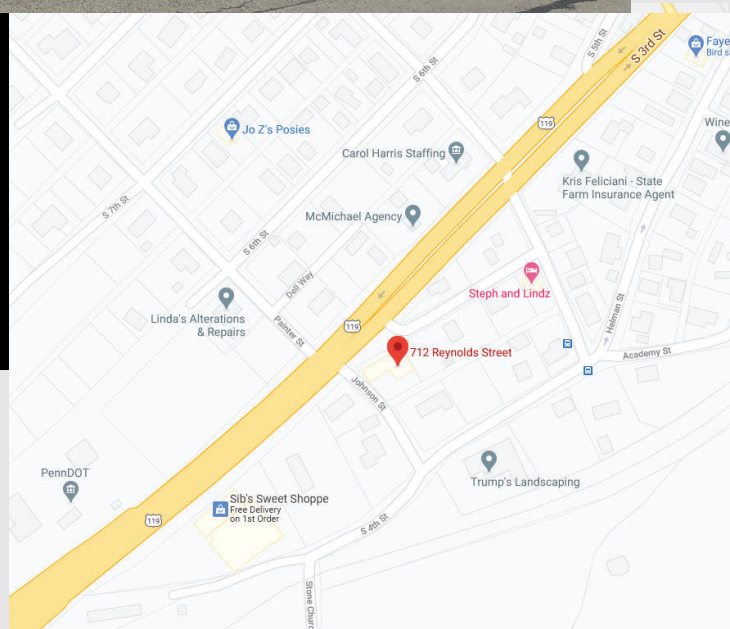 S 5th St
S 3rd St
Faye
Bird s
S 6th St
119
Wine
Jo Z's Posies
Carol Harris Staffing
Kris Feliciani - State
Farm Insurance Agent
S 7th St
McMichael Agency
S 6th St
Dell Way
Steph and Lindz
Linda's Alterations
& Repairs
Painter St
119
Helman St
712 Reynolds Street
Academy St
Johnson St
PennDOT
Trump's Landscaping
119
Sib's Sweet Shoppe
Free Delivery
on 1st Order
S 4th St
Stone Churc